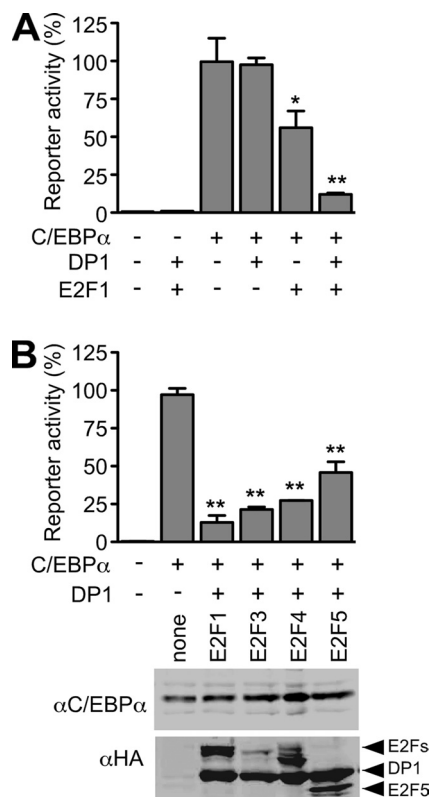 A
Reporter activity (%)
125
100
75
50
25
0
*
**
C/EBPα - - + + + +
DP1 - + - + - +
E2F1 - + - - + +
B
Reporter activity (%)
125
100
75
50
25
0
** ** ** **
C/EBPα - + + + + +
DP1 - - + + + +
none E2F1 E2F3 E2F4 E2F5
αC/EBPα
αHA
E2Fs
DP1
E2F5